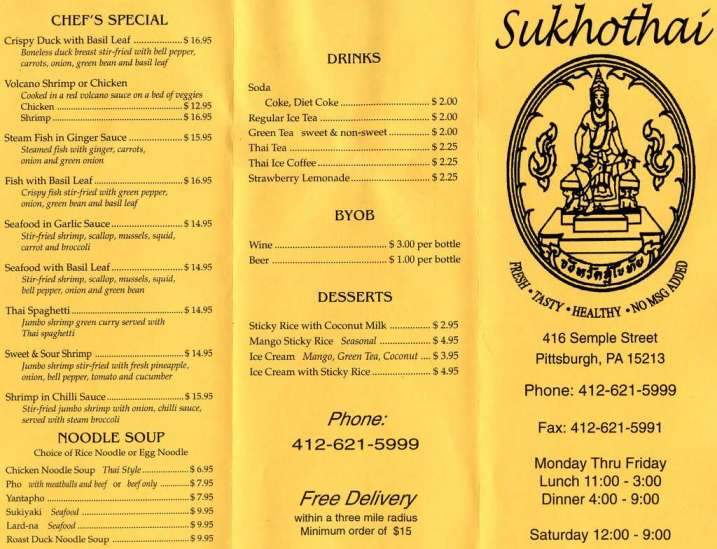 CHEF'S SPECIAL
Crispy Duck with Basil Leaf ................... $ 16.95
Boneless duck breast stir-fried with bell pepper,
carrots, onion, green bean and basil leaf
Volcano Shrimp or Chicken
Cooked in a red volcano sauce on a bed of veggies
Chicken ................................ $ 12.95
Shrimp ................................. $ 16.95
Steam Fish in Ginger Sauce ................... $ 15.95
Steamed fish with ginger, carrots,
onion and green onion
Fish with Basil Leaf ............................ $ 16.95
Crispy fish stir-fried with green pepper,
onion, green bean and basil leaf
Seafood in Garlic Sauce ........................ $ 14.95
Stir-fried shrimp, scallop, mussels, squid,
carrot and broccoli
Seafood with Basil Leaf ........................ $ 14.95
Stir-fried shrimp, scallop, mussels, squid,
bell pepper, onion and green bean
Thai Spaghetti ................................... $ 14.95
Jumbo shrimp green curry served with
Thai spaghetti
Sweet & Sour Shrimp ........................... $ 14.95
Jumbo shrimp stir-fried with fresh pineapple,
onion, bell pepper, tomato and cucumber
Shrimp in Chilli Sauce ......................... $ 15.95
Stir-fried jumbo shrimp with onion, chilli sauce,
served with steam broccoli
NOODLE SOUP
Choice of Rice Noodle or Egg Noodle
Chicken Noodle Soup Thai Style ............... $ 6.95
Pho with meatballs and beef or beef only ......... $ 7.95
Yantapho ............................................ $ 7.95
Sukiyaki Seafood ................................. $ 9.95
Lard-na Seafood .................................. $ 9.95
Roast Duck Noodle Soup ........................ $ 9.95
DRINKS
Soda
Coke, Diet Coke ......................... $ 2.00
Regular Ice Tea ................................ $ 2.00
Green Tea sweet & non-sweet ............ $ 2.00
Thai Tea .......................................... $ 2.25
Thai Ice Coffee ................................. $ 2.25
Strawberry Lemonade ...................... $ 2.25
BYOB
Wine ............................... $ 3.00 per bottle
Beer ................................ $ 1.00 per bottle
DESSERTS
Sticky Rice with Coconut Milk ........... $ 2.95
Mango Sticky Rice Seasonal ............... $ 4.95
Ice Cream Mango, Green Tea, Coconut .... $ 3.95
Ice Cream with Sticky Rice ................. $ 4.95
Phone:
412-621-5999
Free Delivery
within a three mile radius
Minimum order of $15
Sukhothai
จังหวัดสุโขทัย
FRESH • TASTY • HEALTHY • NO MSG ADDED
416 Semple Street
Pittsburgh, PA 15213
Phone: 412-621-5999
Fax: 412-621-5991
Monday Thru Friday
Lunch 11:00 - 3:00
Dinner 4:00 - 9:00
Saturday 12:00 - 9:00